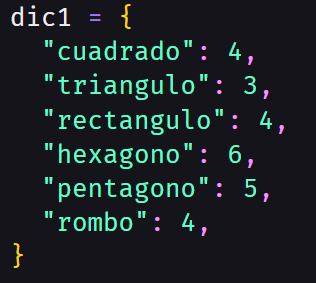 dic1 = {
  "cuadrado": 4,
  "triangulo": 3,
  "rectangulo": 4,
  "hexagono": 6,
  "pentagono": 5,
  "rombo": 4,
}